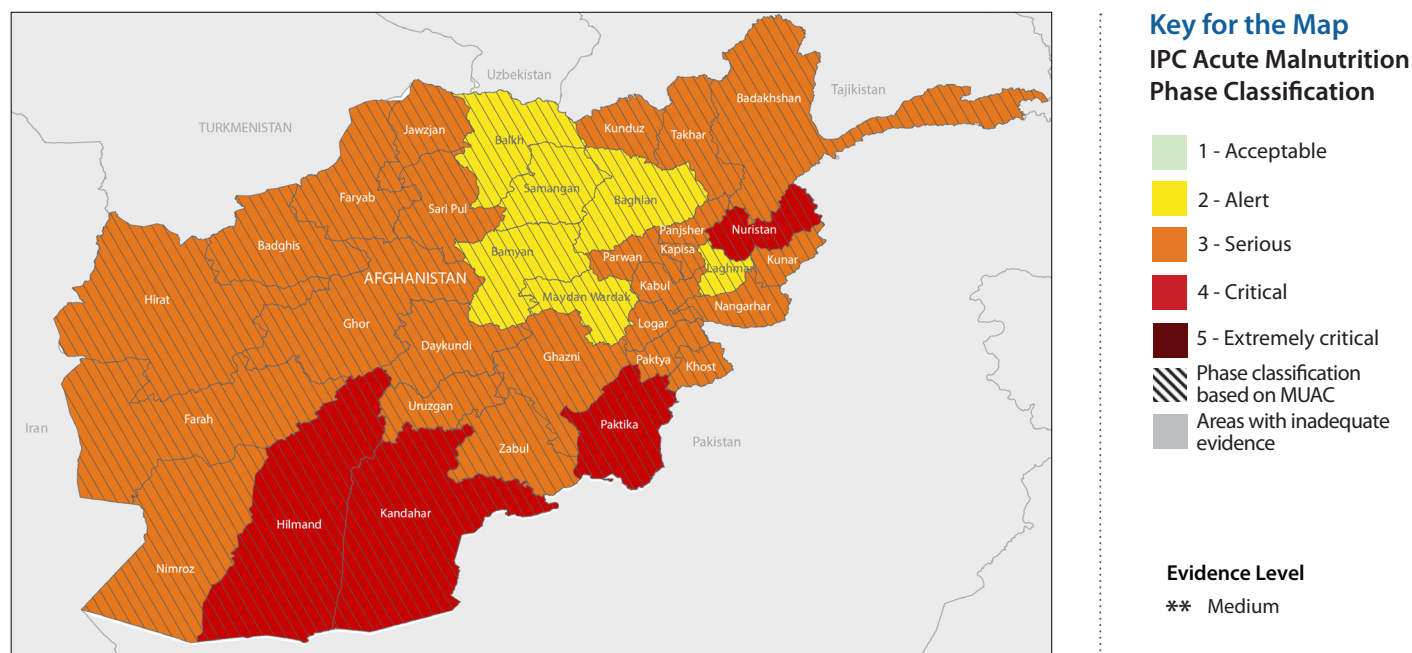 Uzbekistan
Tajikistan
TURKMENISTAN
Badakhshan
Jawzjan
Balkh
Kunduz
Takhar
Faryab
Samangan
Baghlan
Sari Pul
Badghis
Bamyan
Panjsher
Nuristan
Kapisa
Parwan
Kunar
Laghman
AFGHANISTAN
Hirat
Maydan Wardak
Kabul
Nangarhar
Ghor
Logar
Daykundi
Ghazni
Paktya
Khost
Uruzgan
Farah
Paktika
Iran
Pakistan
Zabul
Kandahar
Hilmand
Nimroz
Key for the Map
IPC Acute Malnutrition
Phase Classification
1 - Acceptable
2 - Alert
3 - Serious
4 - Critical
5 - Extremely critical
Phase classification
based on MUAC
Areas with inadequate
evidence
Evidence Level
** Medium